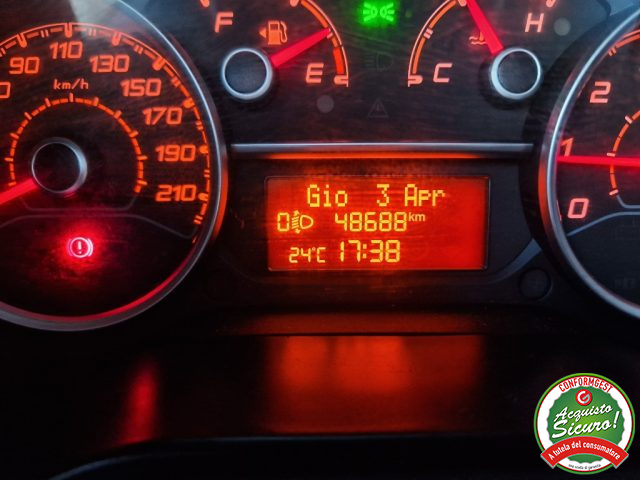 F
E
C
H
90
110
130
150
170
190
210
km/h
Gio 3 Apr
0 48688 km
24°C 17:38
2
1
0
CONFORMGEST
Acquisto
Sicuro!
A tutela del consumatore